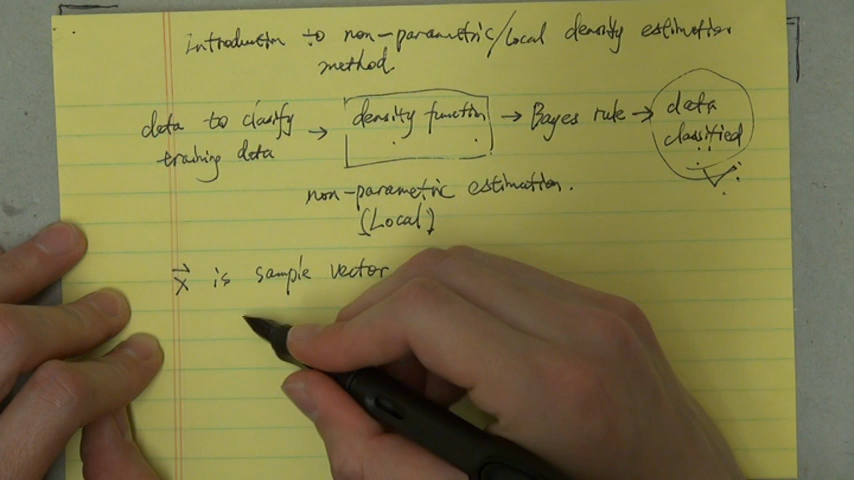 Introduction to non-parametric/Local density estimation
method
data to clasify → density function → Bayes rule → data
training data classified
non-parametric estimation.
(Local)
x⃗ is sample vector